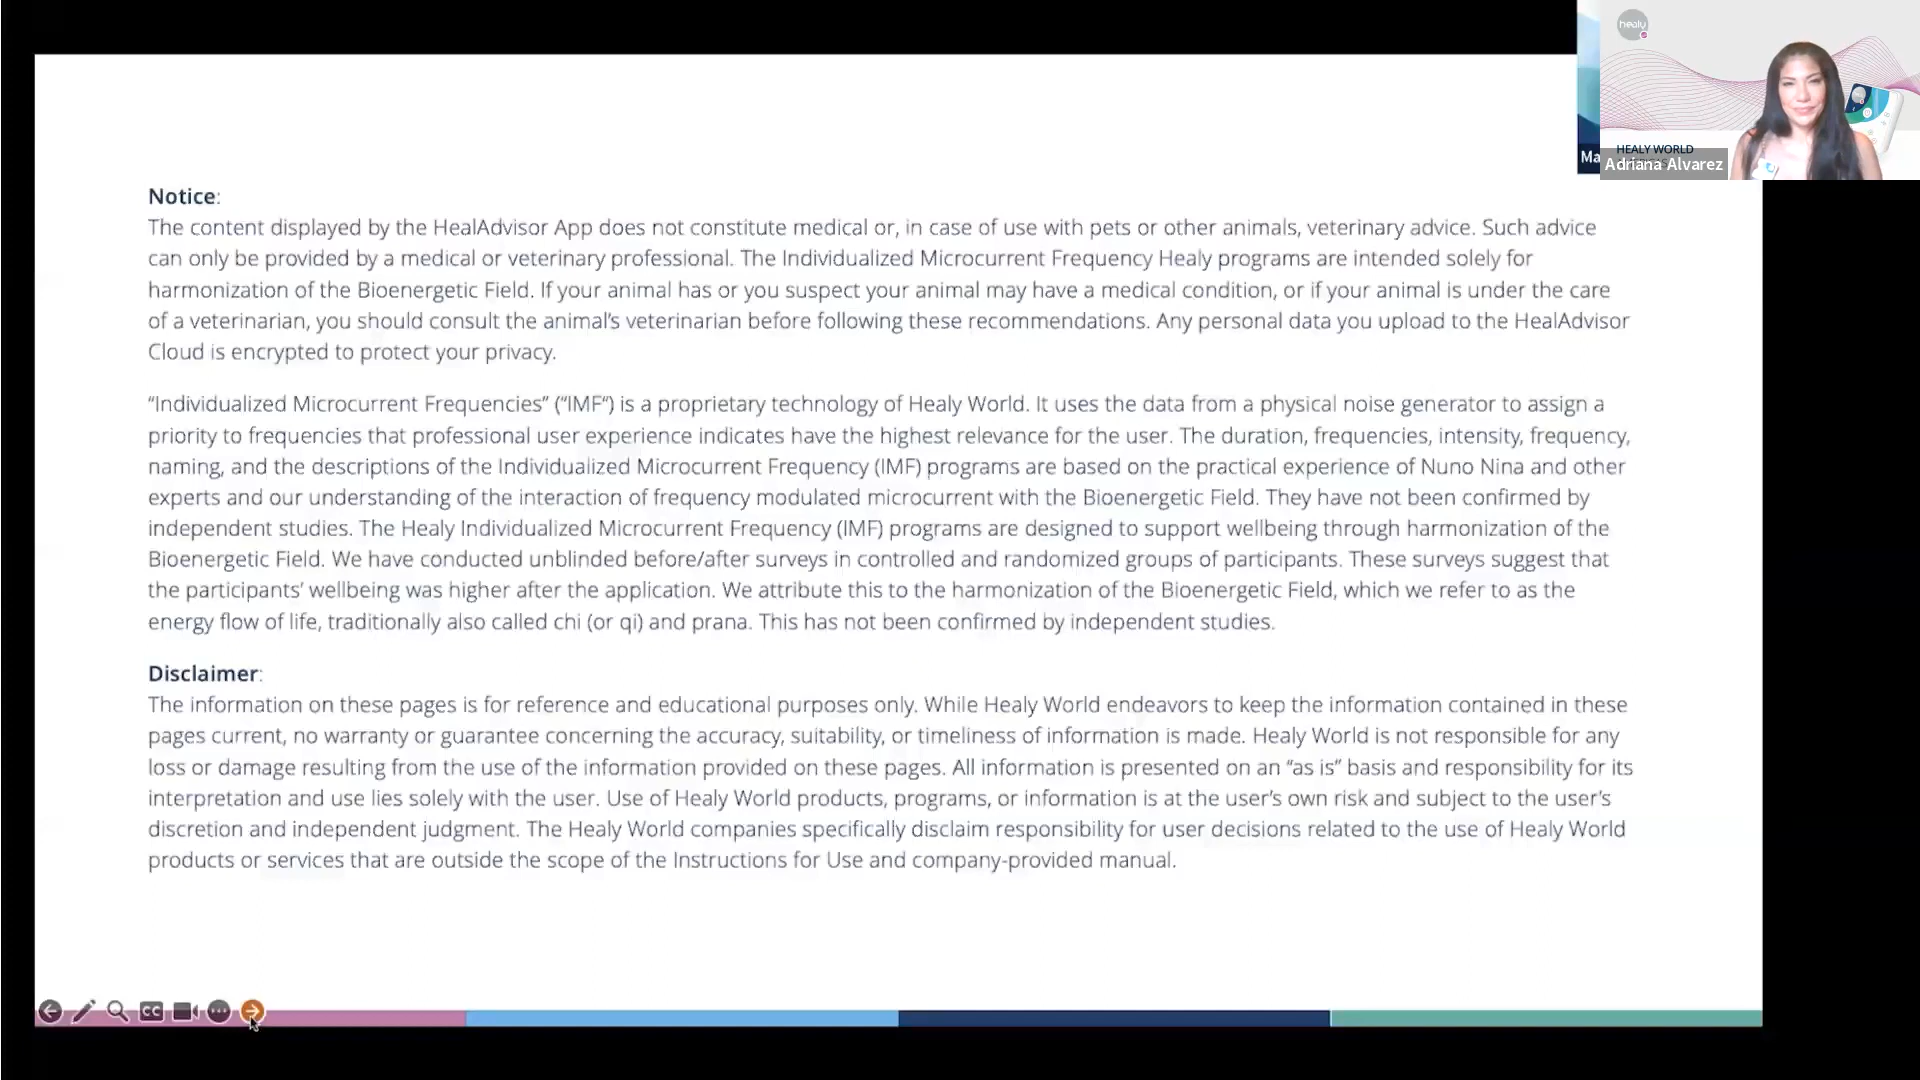 healy
HEALY WORLD
Ma
Adriana Alvarez
Notice:
The content displayed by the HealAdvisor App does not constitute medical or, in case of use with pets or other animals, veterinary advice. Such advice
can only be provided by a medical or veterinary professional. The Individualized Microcurrent Frequency Healy programs are intended solely for
harmonization of the Bioenergetic Field. If your animal has or you suspect your animal may have a medical condition, or if your animal is under the care
of a veterinarian, you should consult the animal’s veterinarian before following these recommendations. Any personal data you upload to the HealAdvisor
Cloud is encrypted to protect your privacy.
“Individualized Microcurrent Frequencies” (“IMF“) is a proprietary technology of Healy World. It uses the data from a physical noise generator to assign a
priority to frequencies that professional user experience indicates have the highest relevance for the user. The duration, frequencies, intensity, frequency,
naming, and the descriptions of the Individualized Microcurrent Frequency (IMF) programs are based on the practical experience of Nuno Nina and other
experts and our understanding of the interaction of frequency modulated microcurrent with the Bioenergetic Field. They have not been confirmed by
independent studies. The Healy Individualized Microcurrent Frequency (IMF) programs are designed to support wellbeing through harmonization of the
Bioenergetic Field. We have conducted unblinded before/after surveys in controlled and randomized groups of participants. These surveys suggest that
the participants’ wellbeing was higher after the application. We attribute this to the harmonization of the Bioenergetic Field, which we refer to as the
energy flow of life, traditionally also called chi (or qi) and prana. This has not been confirmed by independent studies.
Disclaimer:
The information on these pages is for reference and educational purposes only. While Healy World endeavors to keep the information contained in these
pages current, no warranty or guarantee concerning the accuracy, suitability, or timeliness of information is made. Healy World is not responsible for any
loss or damage resulting from the use of the information provided on these pages. All information is presented on an “as is” basis and responsibility for its
interpretation and use lies solely with the user. Use of Healy World products, programs, or information is at the user’s own risk and subject to the user’s
discretion and independent judgment. The Healy World companies specifically disclaim responsibility for user decisions related to the use of Healy World
products or services that are outside the scope of the Instructions for Use and company-provided manual.
CC